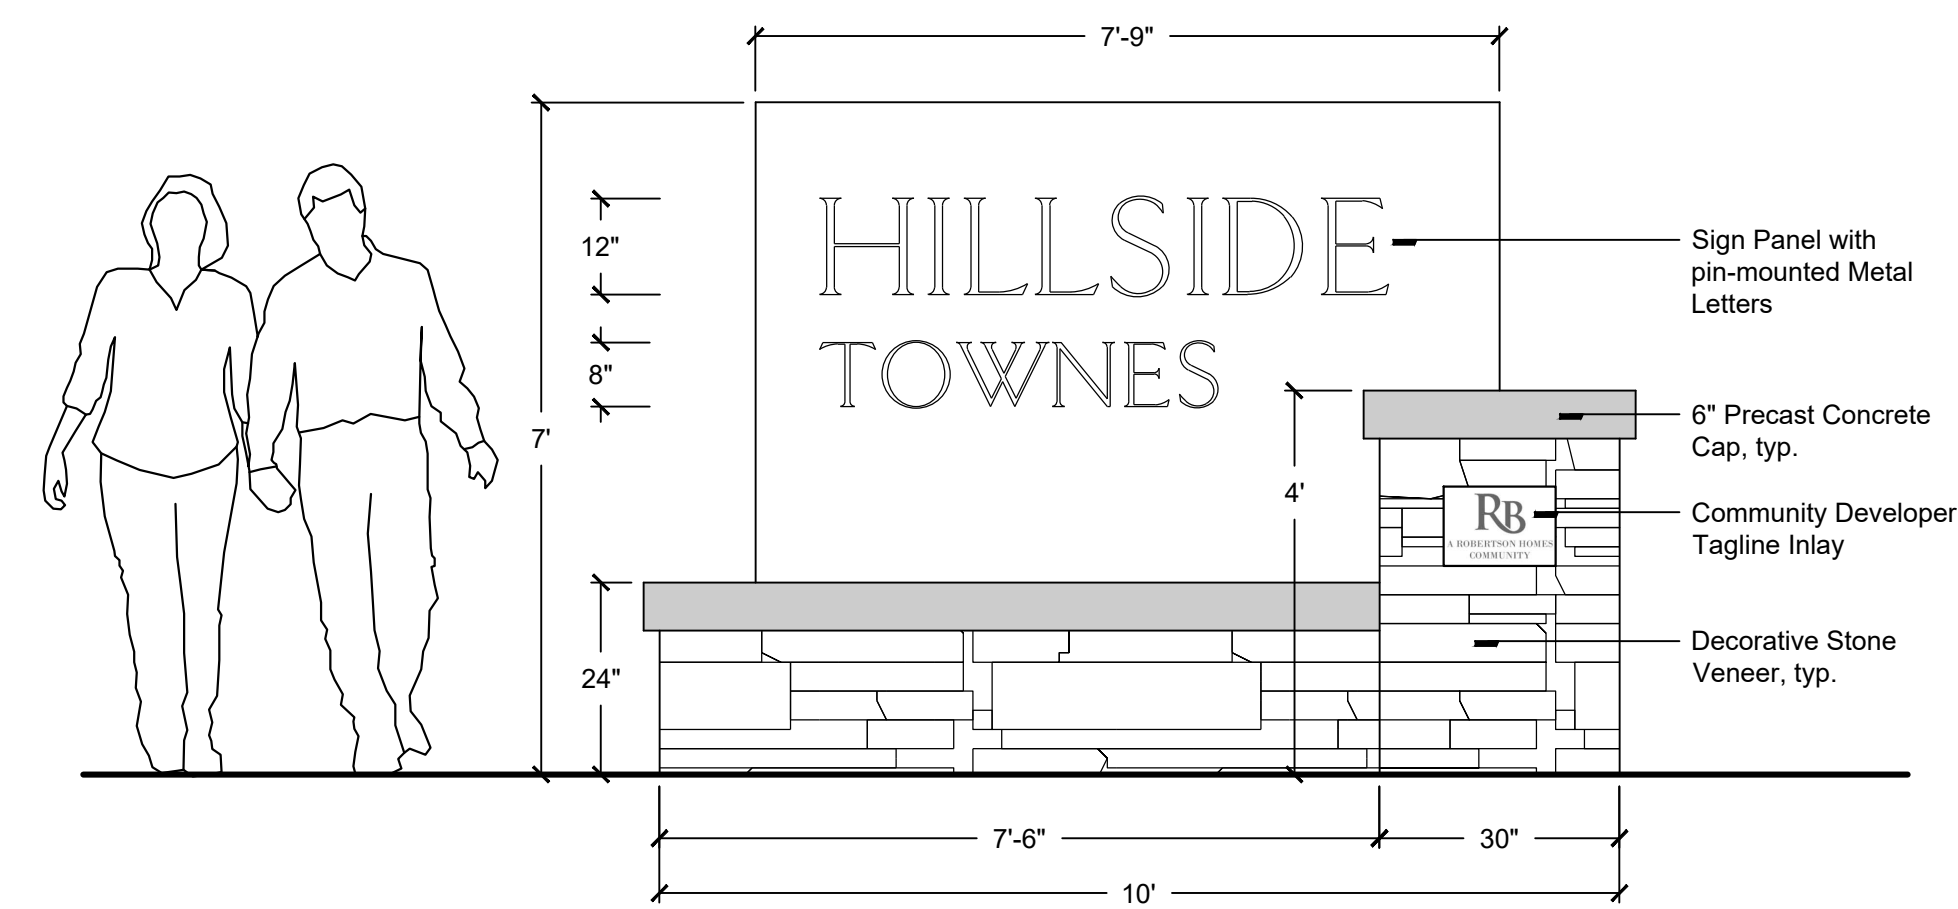 7'-9"
HILLSIDE
TOWNES
12"
8"
7'
4'
24"
Sign Panel with
pin-mounted Metal
Letters
6" Precast Concrete
Cap, typ.
RB
A ROBERTSON HOMES
COMMUNITY
Community Developer
Tagline Inlay
Decorative Stone
Veneer, typ.
7'-6"
30"
10'